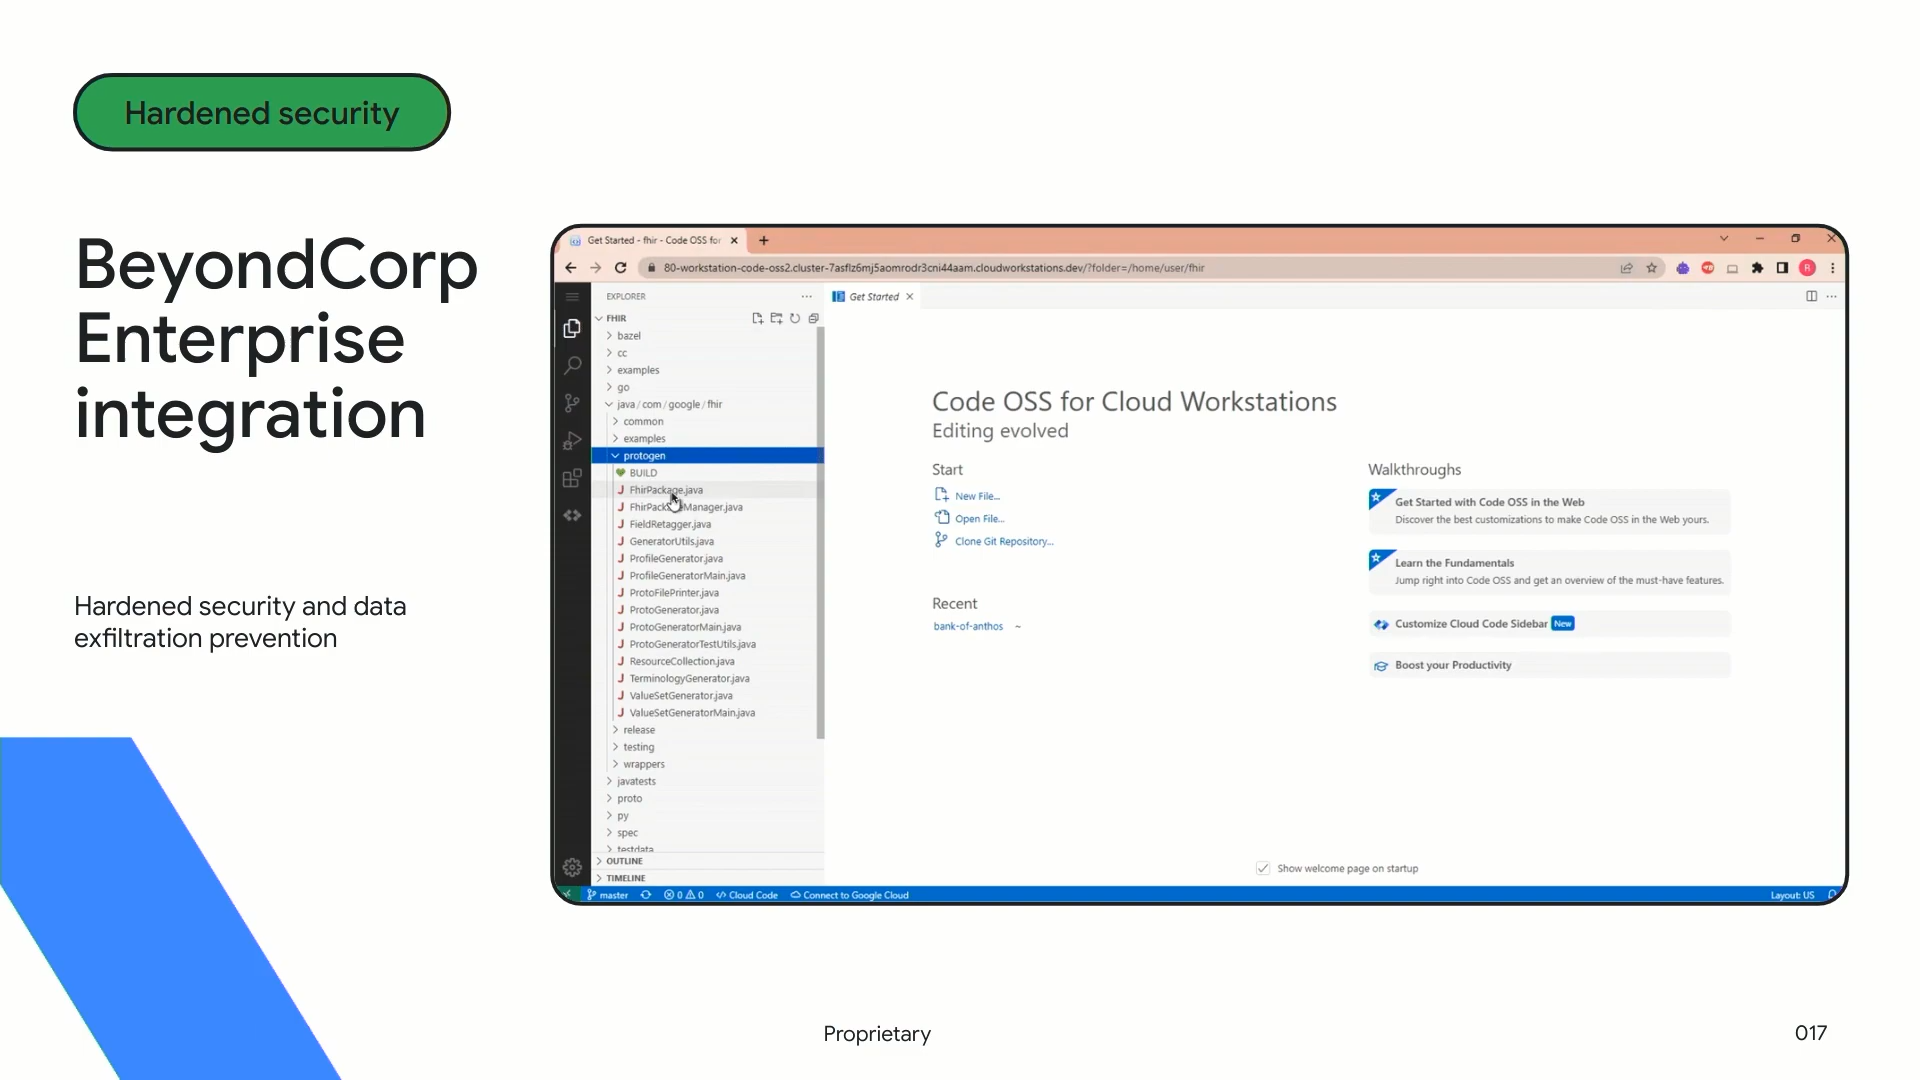 Hardened security
BeyondCorp
Enterprise
integration
Hardened security and data
exfiltration prevention
Get Started - fhir - Code OSS for
80-workstation-code-oss2.cluster-7asflz6mj5aomrodr3cni44aam.cloudworkstations.dev/?folder=/home/user/fhir
R
EXPLORER
FHIR
bazel
cc
examples
go
java / com / google / fhir
common
examples
protogen
BUILD
J FhirPackage.java
J FieldRetagger.java
J GeneratorUtils.java
J ProfileGenerator.java
J ProfileGeneratorMain.java
J ProtoFilePrinter.java
J ProtoGenerator.java
J ProtoGeneratorMain.java
J ProtoGeneratorTestUtils.java
J ResourceCollection.java
J TerminologyGenerator.java
J ValueSetGenerator.java
J ValueSetGeneratorMain.java
release
testing
wrappers
javatests
proto
py
spec
testdata
OUTLINE
TIMELINE
Get Started
Code OSS for Cloud Workstations
Editing evolved
Start
New File...
Open File...
Clone Git Repository...
Recent
bank-of-anthos ~
Walkthroughs
Get Started with Code OSS in the Web
Discover the best customizations to make Code OSS in the Web yours.
Learn the Fundamentals
Jump right into Code OSS and get an overview of the must-have features.
Customize Cloud Code Sidebar New
Boost your Productivity
Show welcome page on startup
master 0 0 Cloud Code Connect to Google Cloud Layout: US
Proprietary
017